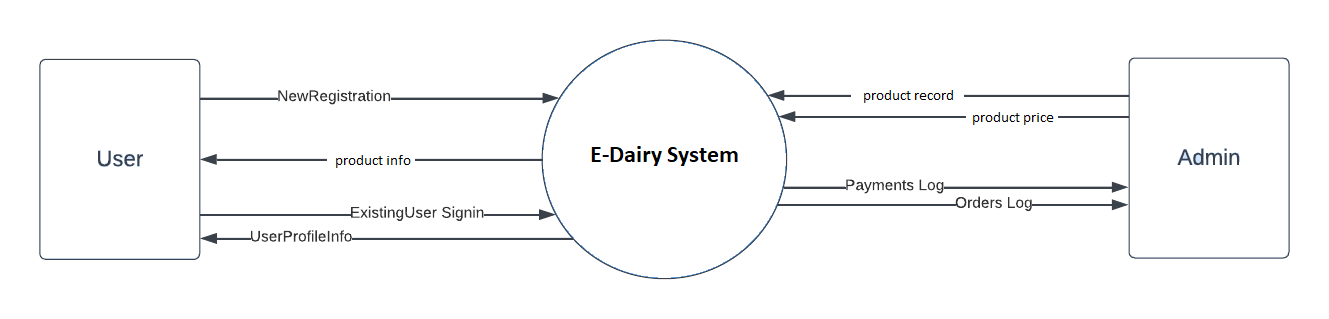 User
NewRegistration
product info
ExistingUser Signin
UserProfileInfo
E-Dairy System
product record
product price
Payments Log
Orders Log
Admin